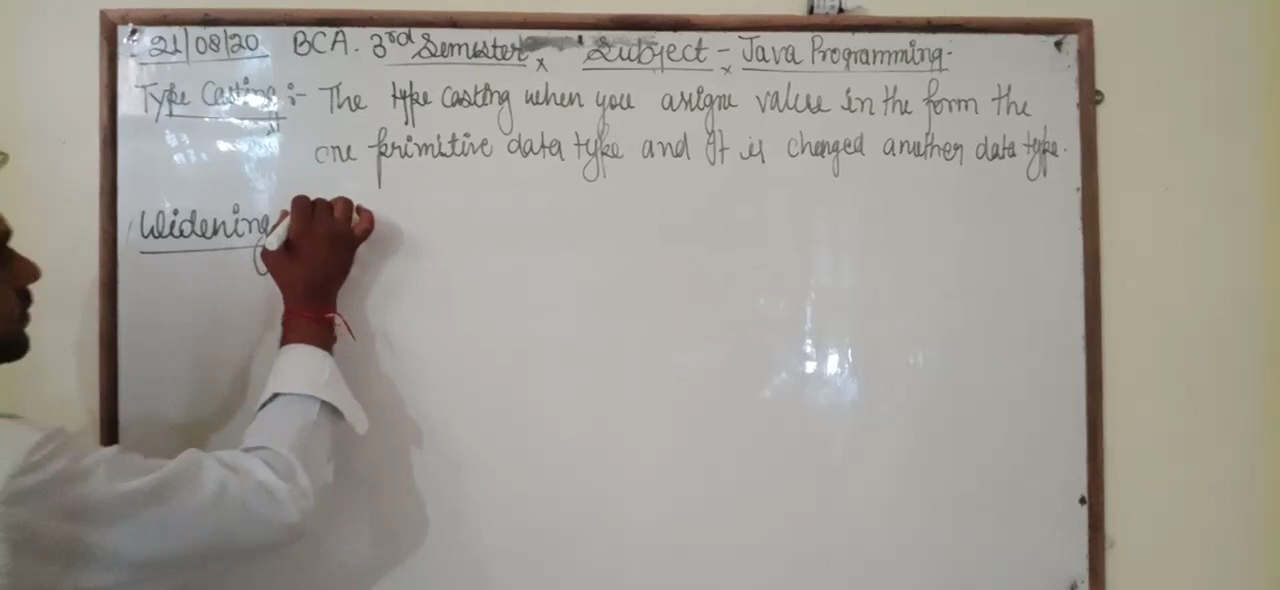 21/08/20 BCA. 3rd Semester Subject - Java Programming
Type Casting :- The type casting when you assigne value in the form the
one primitive data type and It is changed another data type.
Widening